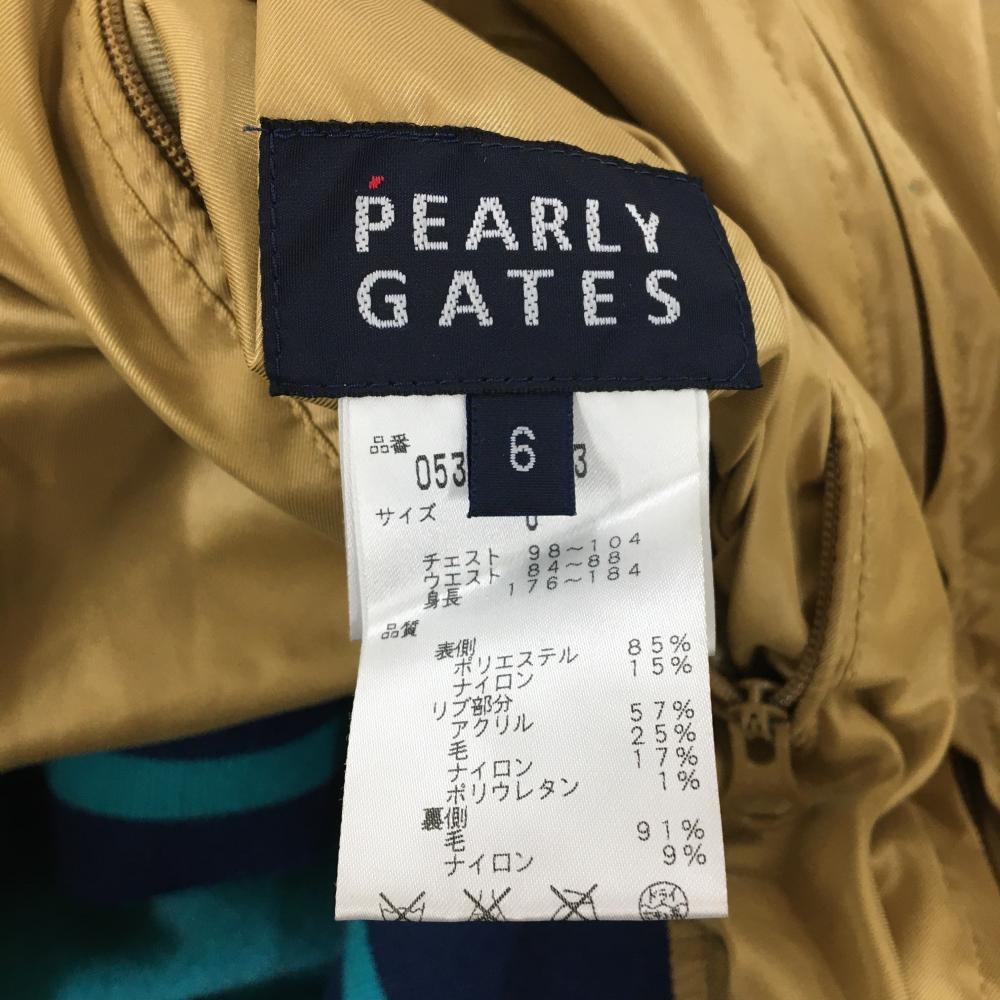 PEARLY
GATES
6
品番
053 3
サイズ
チェスト 98~104
ウエスト 84~88
身長 176~184
品質
表側
ポリエステル 85%
ナイロン 15%
リブ部分
アクリル 57%
毛 25%
ナイロン 17%
ポリウレタン 1%
裏側
毛 91%
ナイロン 9%
ドライ